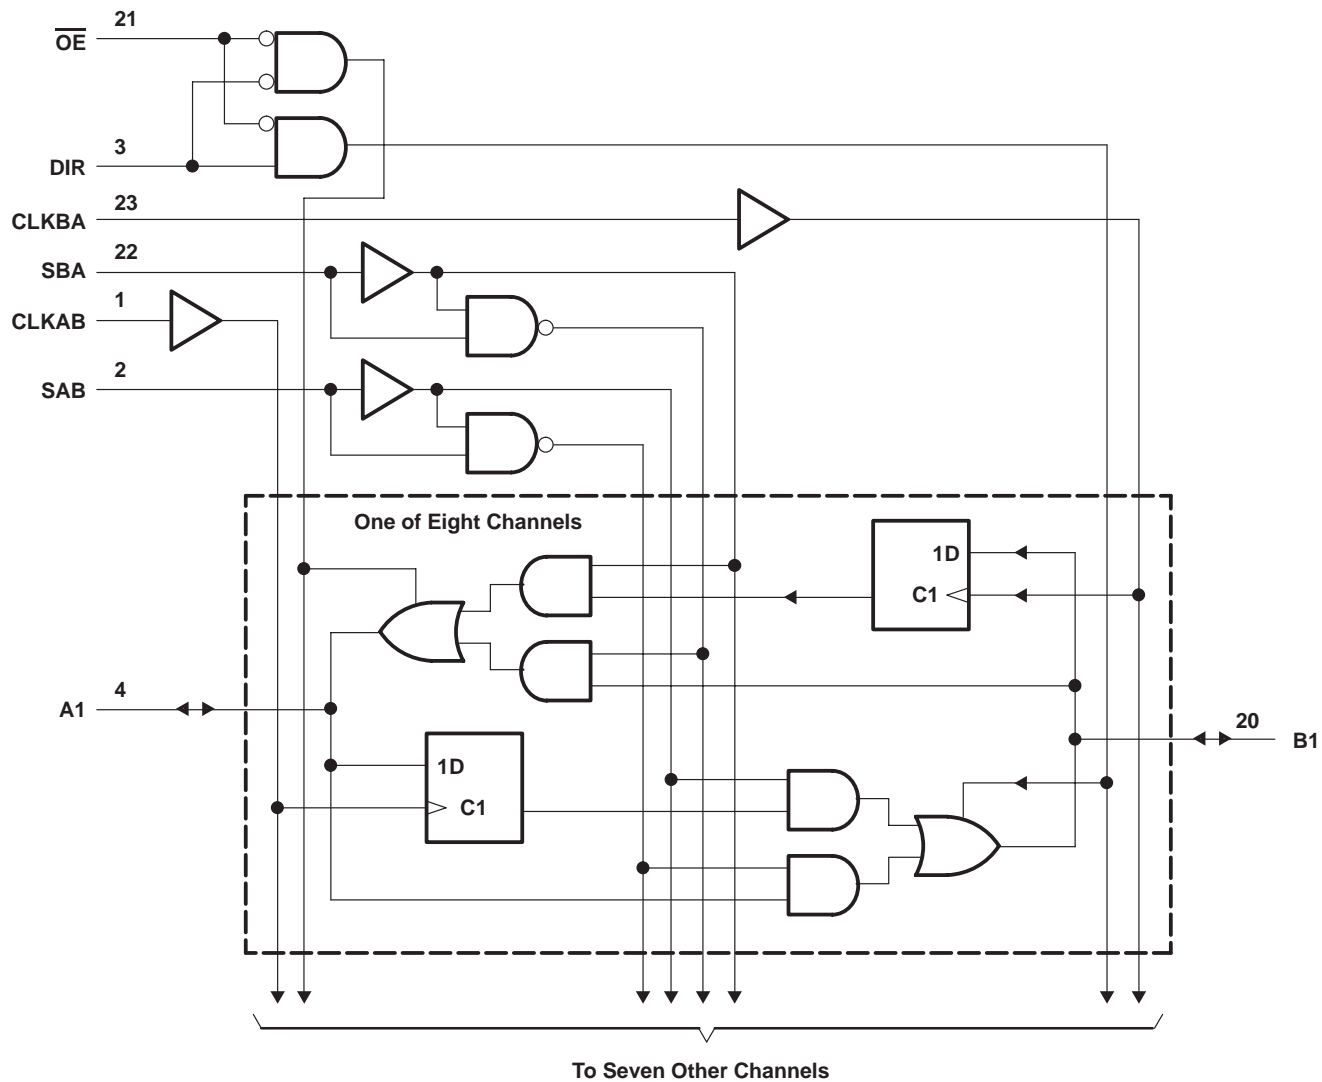 21
OE
3
DIR
23
CLKBA
22
SBA
1
CLKAB
2
SAB
One of Eight Channels
1D
C1
4
A1
20
B1
1D
C1
To Seven Other Channels